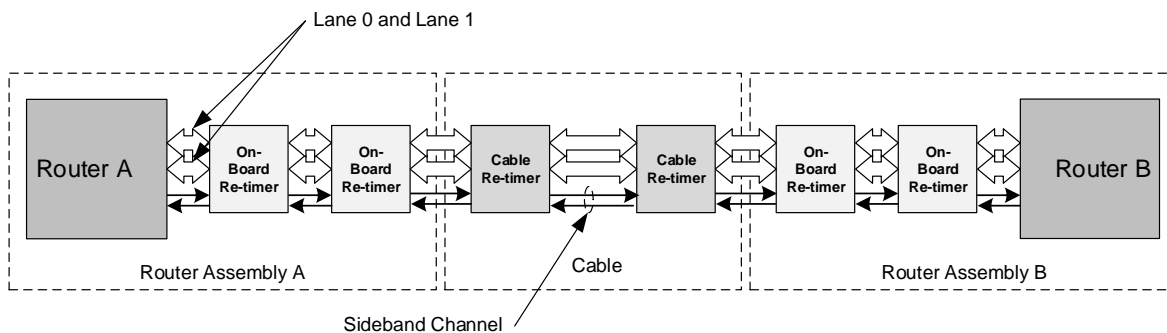 Lane 0 and Lane 1
Router A
On-
Board
Re-timer
On-
Board
Re-timer
Cable
Re-timer
Cable
Re-timer
On-
Board
Re-timer
On-
Board
Re-timer
Router B
Router Assembly A
Cable
Router Assembly B
Sideband Channel